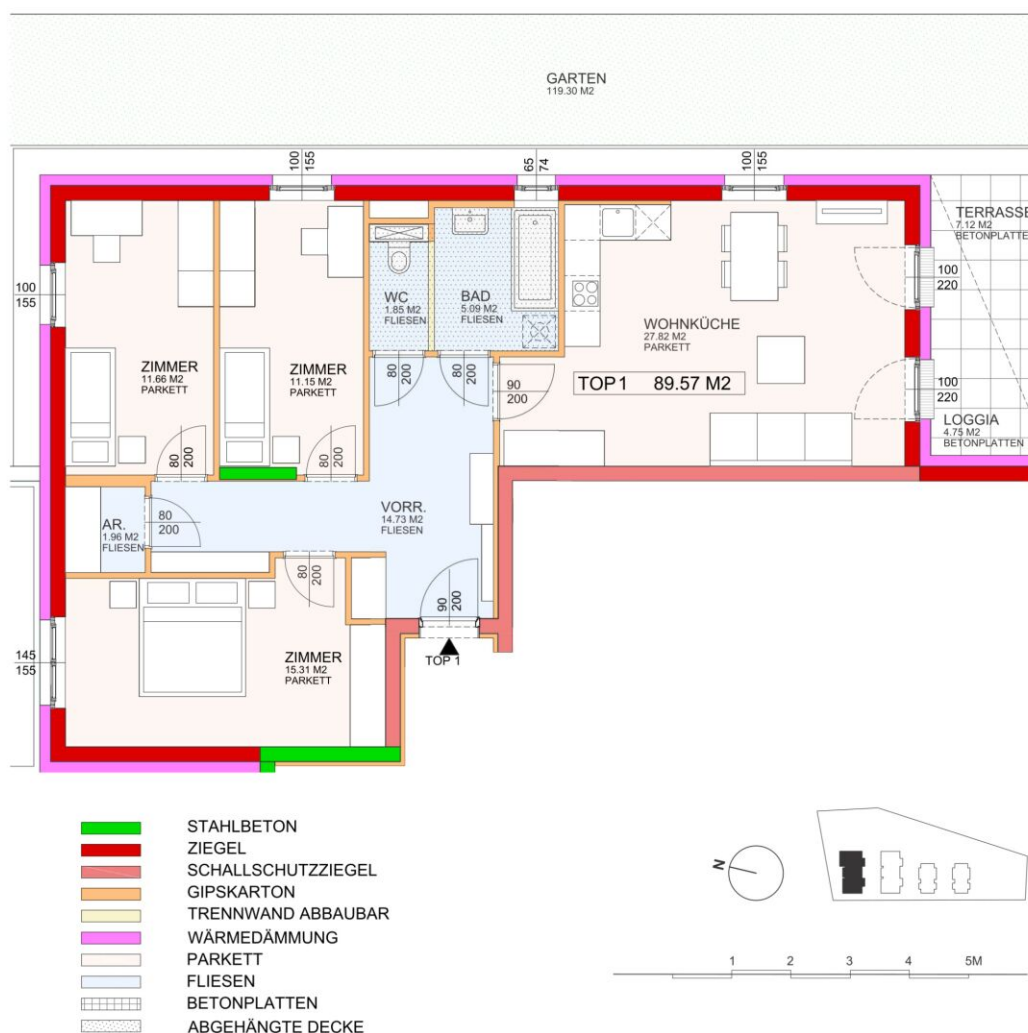 GARTEN
119.30 M2
100
155
65
74
100
155
TERRASSE
7.12 M2
BETONPLATTEN
100
155
WC
1.85 M2
FLIESEN
BAD
5.09 M2
FLIESEN
WOHNKÜCHE
27.82 M2
PARKETT
100
220
ZIMMER
11.66 M2
PARKETT
ZIMMER
11.15 M2
PARKETT
80
200
80
200
90
200
TOP 1 89.57 M2
100
220
LOGGIA
4.75 M2
BETONPLATTEN
80
200
80
200
AR.
1.96 M2
FLIESEN
80
200
VORR.
14.73 M2
FLIESEN
80
200
90
200
145
155
ZIMMER
15.31 M2
PARKETT
TOP 1
STAHLBETON
ZIEGEL
SCHALLSCHUTZZIEGEL
GIPSKARTON
TRENNWAND ABBAUBAR
WÄRMEDÄMMUNG
PARKETT
FLIESEN
BETONPLATTEN
ABGEHÄNGTE DECKE
N
1 2 3 4 5M